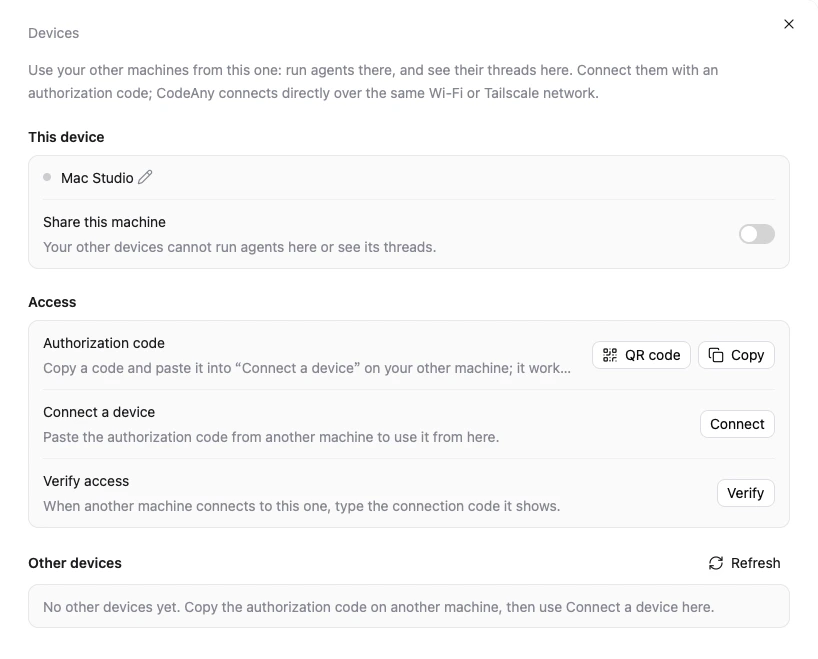 Devices
Use your other machines from this one: run agents there, and see their threads here. Connect them with an
authorization code; CodeAny connects directly over the same Wi-Fi or Tailscale network.
This device
Mac Studio
Share this machine
Your other devices cannot run agents here or see its threads.
Access
Authorization code
Copy a code and paste it into “Connect a device” on your other machine; it work...
QR code
Copy
Connect a device
Paste the authorization code from another machine to use it from here.
Connect
Verify access
When another machine connects to this one, type the connection code it shows.
Verify
Other devices
Refresh
No other devices yet. Copy the authorization code on another machine, then use Connect a device here.